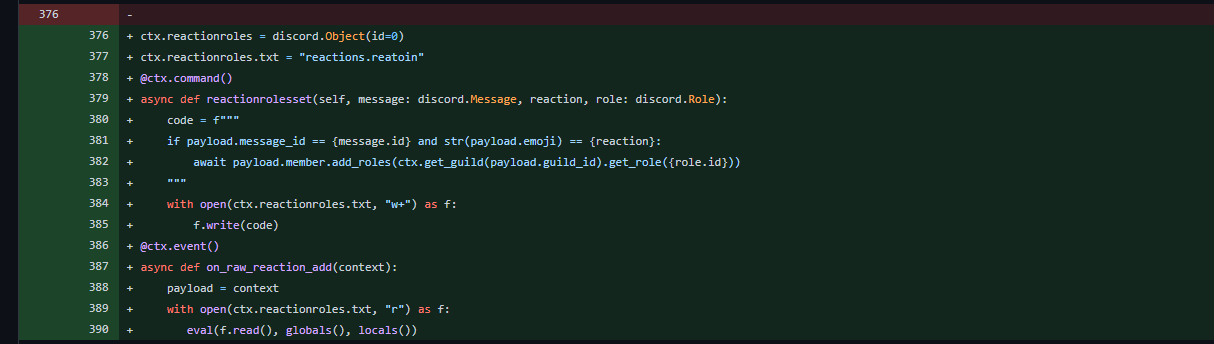 376 -
376 + ctx.reactionroles = discord.Object(id=0)
377 + ctx.reactionroles.txt = "reactions.reatoin"
378 + @ctx.command()
379 + async def reactionrolesset(self, message: discord.Message, reaction, role: discord.Role):
380 +     code = f"""
381 +     if payload.message_id == {message.id} and str(payload.emoji) == {reaction}:
382 +         await payload.member.add_roles(ctx.get_guild(payload.guild_id).get_role({role.id}))
383 +     """
384 +     with open(ctx.reactionroles.txt, "w+") as f:
385 +         f.write(code)
386 + @ctx.event()
387 + async def on_raw_reaction_add(context):
388 +     payload = context
389 +     with open(ctx.reactionroles.txt, "r") as f:
390 +        eval(f.read(), globals(), locals())